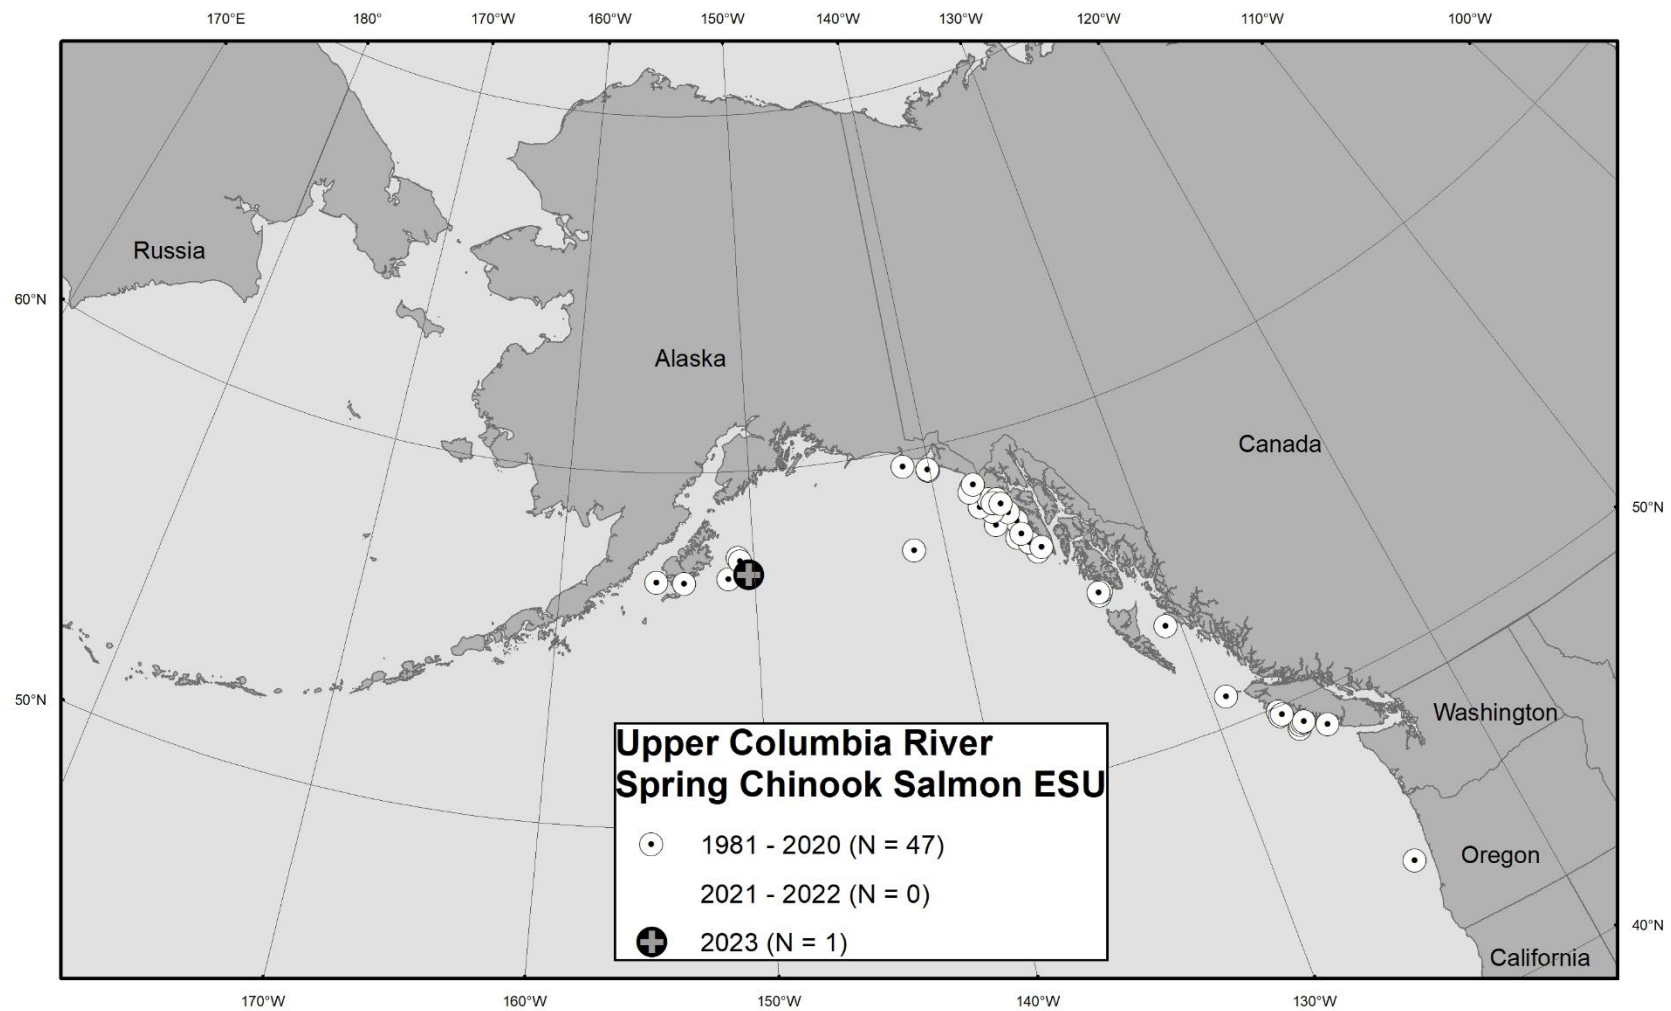 170°E 180° 170°W 160°W 150°W 140°W 130°W 120°W 110°W 100°W
Russia
60°N
Alaska
Canada
50°N
50°N
Washington
Upper Columbia River
Spring Chinook Salmon ESU
1981 - 2020 (N = 47)
Oregon
2021 - 2022 (N = 0)
40°N
2023 (N = 1)
California
170°W 160°W 150°W 140°W 130°W